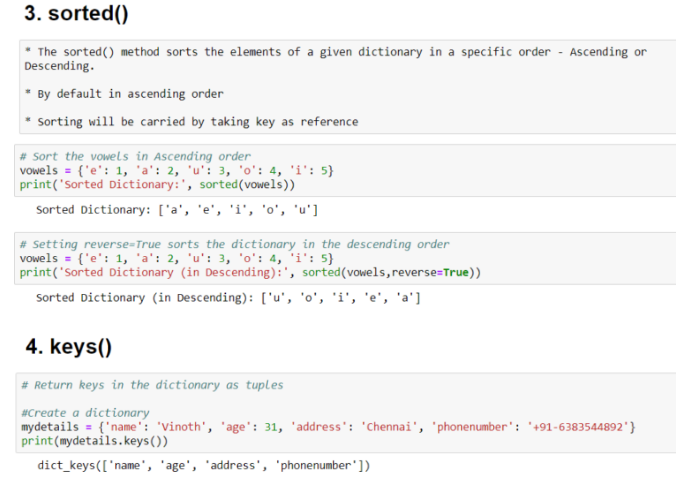 3. sorted()
* The sorted() method sorts the elements of a given dictionary in a specific order - Ascending or
Descending.
* By default in ascending order
* Sorting will be carried by taking key as reference
# Sort the vowels in Ascending order
vowels = {'e': 1, 'a': 2, 'u': 3, 'o': 4, 'i': 5}
print('Sorted Dictionary:', sorted(vowels))
Sorted Dictionary: ['a', 'e', 'i', 'o', 'u']
# Setting reverse=True sorts the dictionary in the descending order
vowels = {'e': 1, 'a': 2, 'u': 3, 'o': 4, 'i': 5}
print('Sorted Dictionary (in Descending):', sorted(vowels,reverse=True))
Sorted Dictionary (in Descending): ['u', 'o', 'i', 'e', 'a']
4. keys()
# Return keys in the dictionary as tuples
#Create a dictionary
mydetails = {'name': 'Vinoth', 'age': 31, 'address': 'Chennai', 'phonenumber': '+91-6383544892'}
print(mydetails.keys())
dict_keys(['name', 'age', 'address', 'phonenumber'])